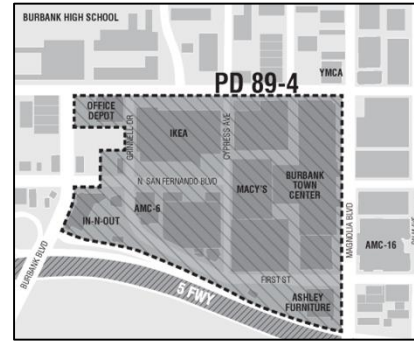 BURBANK HIGH SCHOOL
YMCA
PD 89-4
OFFICE
DEPOT
GRINNELL DR
IKEA
CYPRESS AVE
N. SAN FERNANDO BLVD
MACY'S
BURBANK
TOWN
CENTER
IN-N-OUT
AMC-6
MAGNOLIA BLVD
AMC-16
BURBANK BLVD
FIRST ST
5 FWY
ASHLEY
FURNITURE